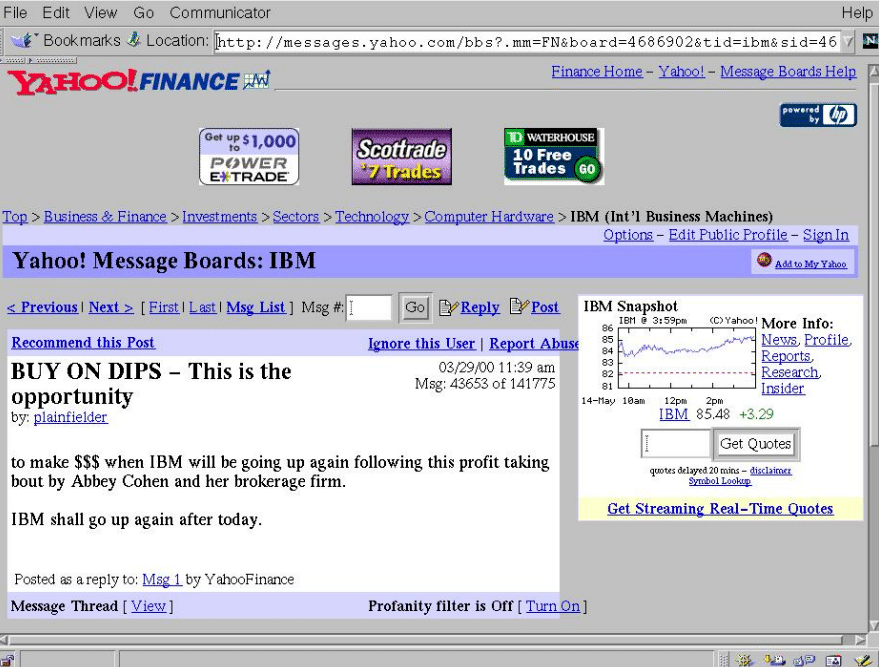 File Edit View Go Communicator Help
Bookmarks Location: http://messages.yahoo.com/bbs?.mm=FN&board=4686902&tid=ibm&sid=46
N
YAHOO! FINANCE
Finance Home – Yahoo! – Message Boards Help
powered by hp
Get up to $1,000
POWER
E*TRADE
Scottrade
$7 Trades
TD WATERHOUSE
10 Free
Trades GO
Top > Business & Finance > Investments > Sectors > Technology > Computer Hardware > IBM (Int'l Business Machines)
Options – Edit Public Profile – Sign In
Yahoo! Message Boards: IBM
Add to My Yahoo
< Previous | Next > [ First | Last | Msg List ] Msg #: Go Reply Post
Recommend this Post
Ignore this User | Report Abuse
BUY ON DIPS – This is the
opportunity
by: plainfielder
03/29/00 11:39 am
Msg: 43653 of 141775
to make $$$ when IBM will be going up again following this profit taking
bout by Abbey Cohen and her brokerage firm.
IBM shall go up again after today.
Posted as a reply to: Msg 1 by YahooFinance
Message Thread [ View ]
Profanity filter is Off [ Turn On ]
IBM Snapshot
IBM @ 3:59pm (C)Yahoo!
86
85
84
83
82
81
14-May 10am 12pm 2pm
More Info:
News, Profile,
Reports,
Research,
Insider
IBM 85.48 +3.29
Get Quotes
quotes delayed 20 mins – disclaimer
Symbol Lookup
Get Streaming Real-Time Quotes